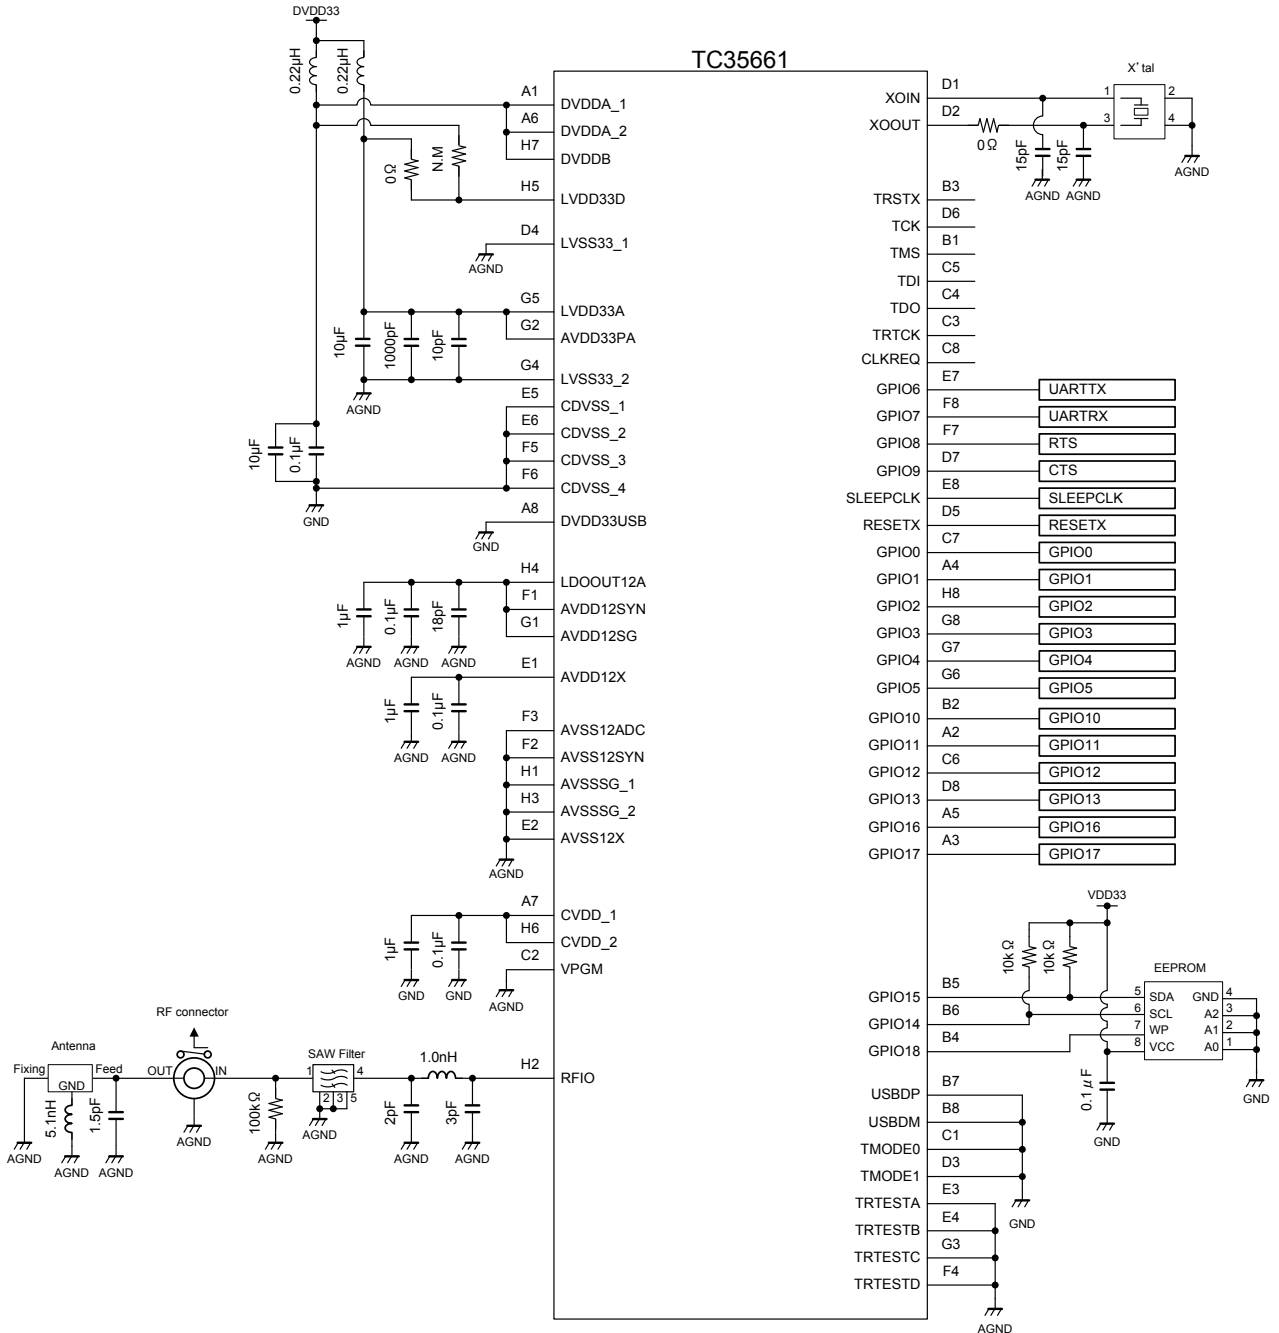 DVDD33
0.22μH
0.22μH
TC35661
A1
DVDDA_1
A6
DVDDA_2
H7
DVDDB
0Ω
N.M
H5
LVDD33D
D4
LVSS33_1
AGND
G5
LVDD33A
G2
AVDD33PA
10μF
1000pF
10pF
G4
LVSS33_2
AGND
E5
CDVSS_1
E6
CDVSS_2
F5
CDVSS_3
F6
CDVSS_4
10μF
0.1μF
GND
A8
DVDD33USB
GND
H4
LDOOUT12A
F1
AVDD12SYN
G1
AVDD12SG
1μF
0.1μF
18pF
AGND
AGND
AGND
E1
AVDD12X
1μF
0.1μF
AGND
AGND
F3
AVSS12ADC
F2
AVSS12SYN
H1
AVSSSG_1
H3
AVSSSG_2
E2
AVSS12X
AGND
A7
CVDD_1
H6
CVDD_2
C2
VPGM
1μF
0.1μF
GND
GND
AGND
RF connector
Antenna
Fixing
Feed
GND
OUT
IN
SAW Filter
1
4
2
3
5
1.0nH
H2
RFIO
5.1nH
1.5pF
100kΩ
2pF
3pF
AGND
AGND
AGND
AGND
AGND
AGND
AGND
AGND
D1
XOIN
D2
XOOUT
0Ω
15pF
15pF
AGND
AGND
X' tal
1
2
3
4
AGND
B3
TRSTX
D6
TCK
B1
TMS
C5
TDI
C4
TDO
C3
TRTCK
C8
CLKREQ
E7
GPIO6
UARTTX
F8
GPIO7
UARTRX
F7
GPIO8
RTS
D7
GPIO9
CTS
E8
SLEEPCLK
SLEEPCLK
D5
RESETX
RESETX
C7
GPIO0
GPIO0
A4
GPIO1
GPIO1
H8
GPIO2
GPIO2
G8
GPIO3
GPIO3
G7
GPIO4
GPIO4
G6
GPIO5
GPIO5
B2
GPIO10
GPIO10
A2
GPIO11
GPIO11
C6
GPIO12
GPIO12
D8
GPIO13
GPIO13
A5
GPIO16
GPIO16
A3
GPIO17
GPIO17
VDD33
10kΩ
10kΩ
EEPROM
B5
GPIO15
B6
GPIO14
B4
GPIO18
5
SDA
GND
4
6
SCL
A2
3
7
WP
A1
2
8
VCC
A0
1
0.1μF
GND
GND
B7
USBDP
B8
USBDM
C1
TMODE0
D3
TMODE1
GND
E3
TRTESTA
E4
TRTESTB
G3
TRTESTC
F4
TRTESTD
AGND